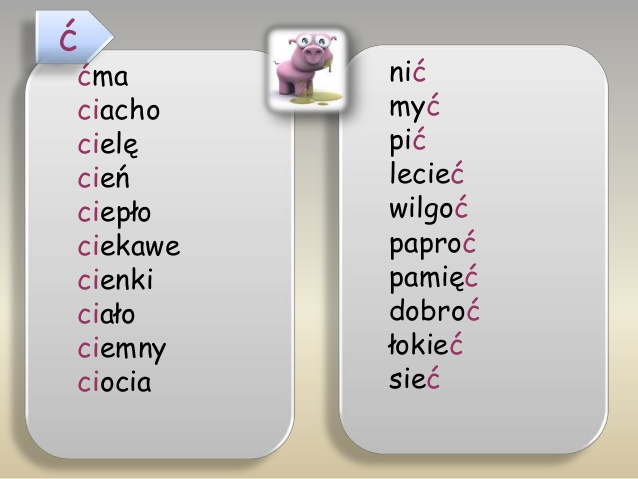 ć
ćma
ciacho
cielę
cień
ciepło
ciekawe
cienki
ciało
ciemny
ciocia
nić
myć
pić
lecieć
wilgoć
paproć
pamięć
dobroć
łokieć
sieć